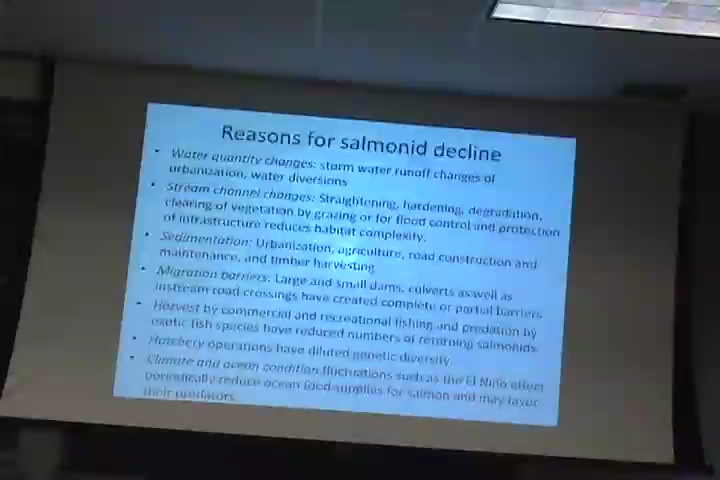 Reasons for salmonid decline
• Water quantity changes: storm water runoff changes of
urbanization, water diversions
• Stream channel changes: Straightening, hardening, degradation,
clearing of vegetation by grazing or for flood control and protection
of infrastructure reduces habitat complexity.
• Sedimentation: Urbanization, agriculture, road construction and
maintenance, and timber harvesting
• Migration barriers: Large and small dams, culverts as well as
instream road crossings have created complete or partial barriers
• Harvest by commercial and recreational fishing and predation by
exotic fish species have reduced numbers of returning salmonids.
• Hatchery operations have diluted genetic diversity.
• Climate and ocean condition fluctuations such as the El Niño effect
periodically reduce ocean food supplies for salmon and may favor
their predators.